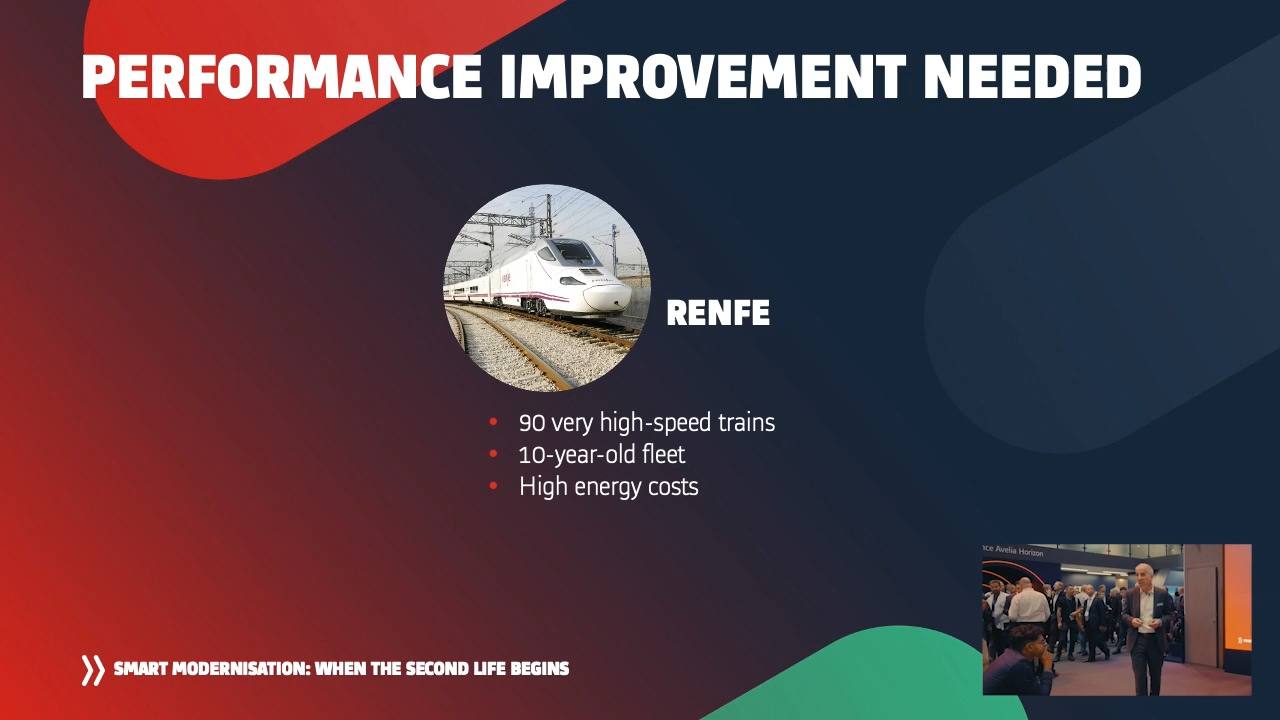 PERFORMANCE IMPROVEMENT NEEDED
RENFE
90 very high-speed trains
10-year-old fleet
High energy costs
SMART MODERNISATION: WHEN THE SECOND LIFE BEGINS
Avelia Horizon